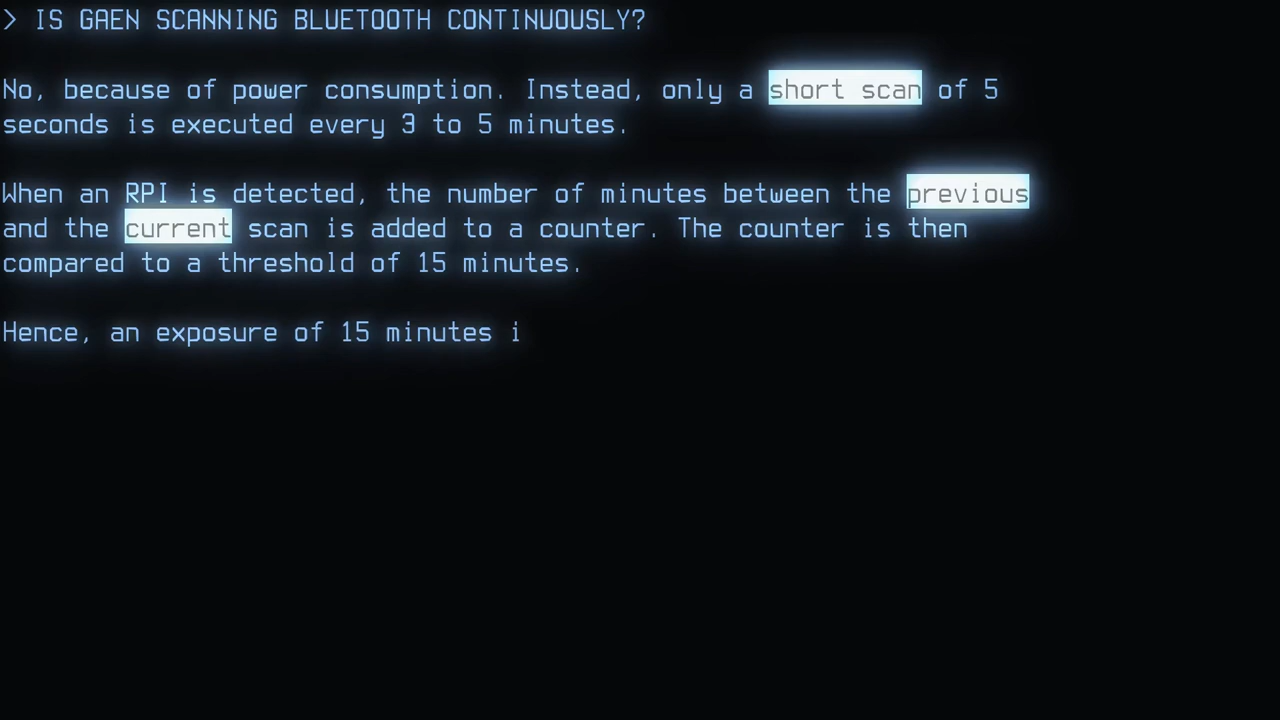 > IS GAEN SCANNING BLUETOOTH CONTINUOUSLY?
No, because of power consumption. Instead, only a short scan of 5
seconds is executed every 3 to 5 minutes.
When an RPI is detected, the number of minutes between the previous
and the current scan is added to a counter. The counter is then
compared to a threshold of 15 minutes.
Hence, an exposure of 15 minutes i